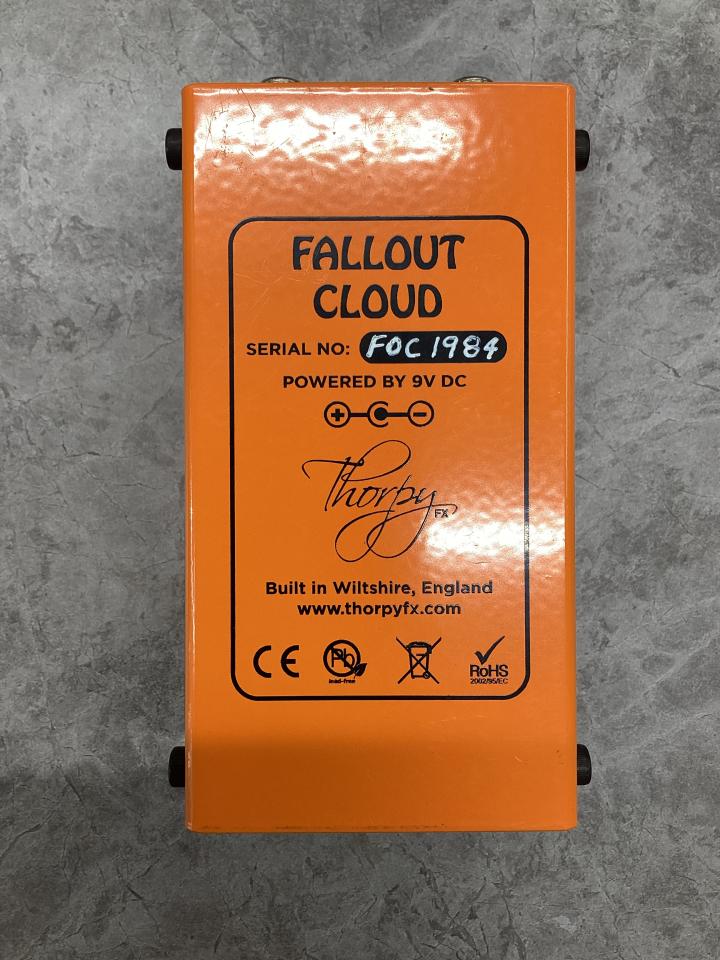 FALLOUT
CLOUD
SERIAL NO: FOC 1984
POWERED BY 9V DC
+ −
Thorpy FX
Built in Wiltshire, England
www.thorpyfx.com
CE Pb RoHS
lead-free 2002/95/EC